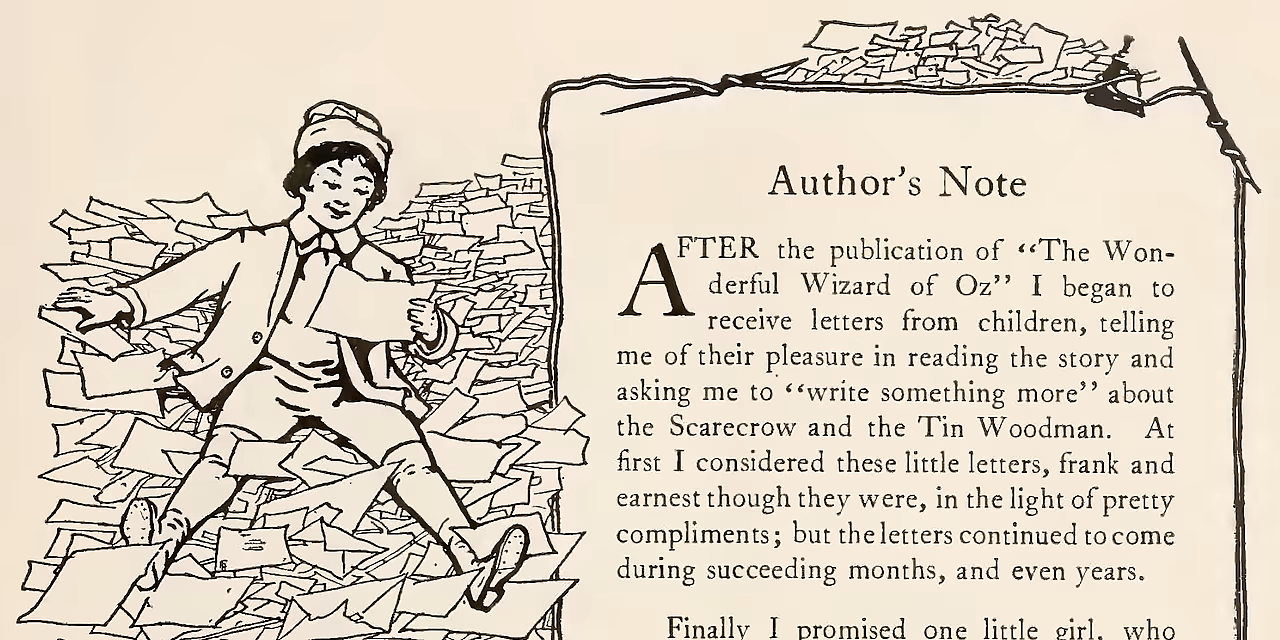 Author's Note
AFTER the publication of “The Won-
derful Wizard of Oz” I began to
receive letters from children, telling
me of their pleasure in reading the story and
asking me to “write something more” about
the Scarecrow and the Tin Woodman. At
first I considered these little letters, frank and
earnest though they were, in the light of pretty
compliments; but the letters continued to come
during succeeding months, and even years.
Finally I promised one little girl, who